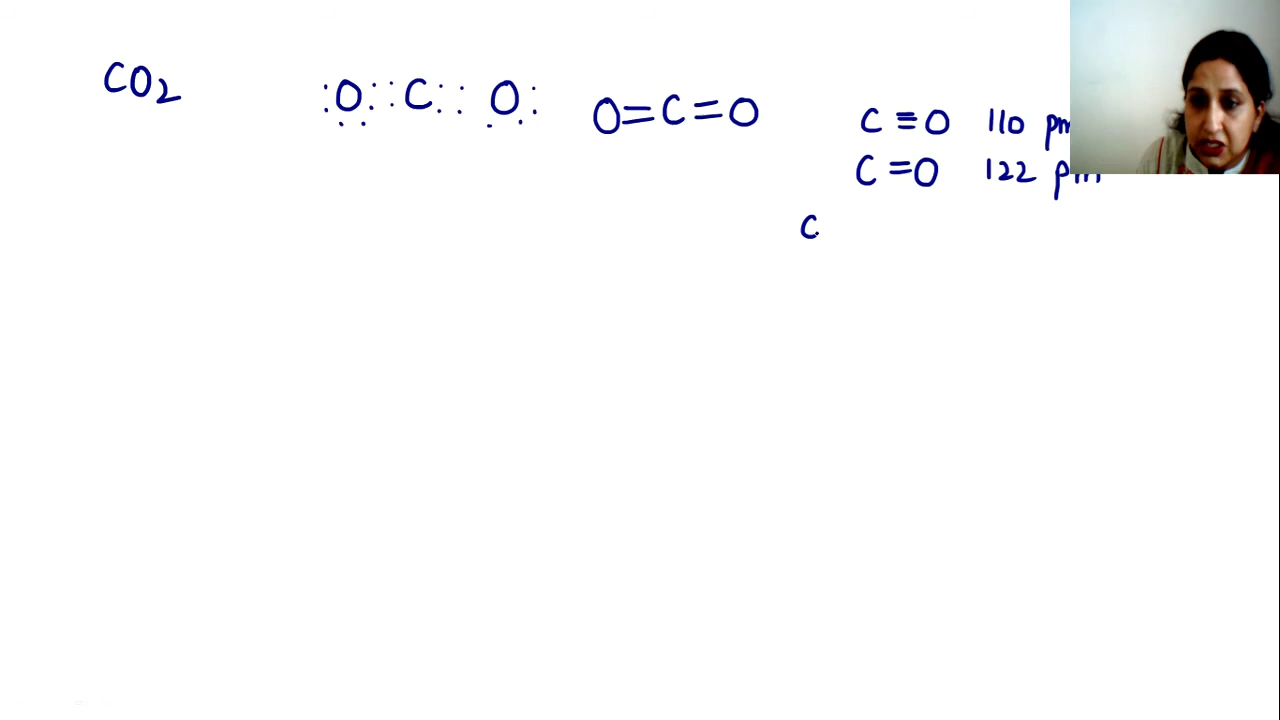 CO₂ :O::C::O: O=C=O C≡O 110 pm
C=O 122 pm
C